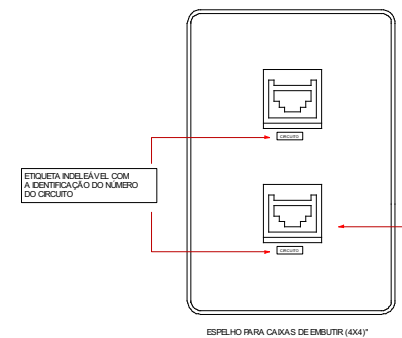 CIRCUITO
ETIQUETA INDELEÁVEL COM
A IDENTIFICAÇÃO DO NÚMERO
DO CIRCUITO
CIRCUITO
ESPELHO PARA CAIXAS DE EMBUTIR (4X4)"